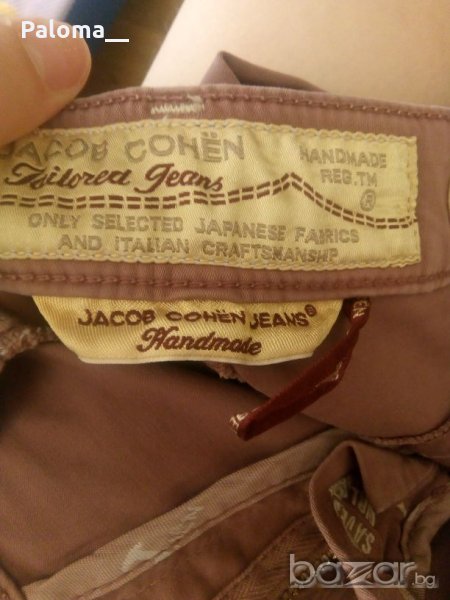 Paloma__
JACOB COHËN
Tailored Jeans
HANDMADE
REG.TM
®
ONLY SELECTED JAPANESE FABRICS
AND ITALIAN CRAFTSMANSHIP
JACOB COHËN JEANS®
Handmade
bazar.bg